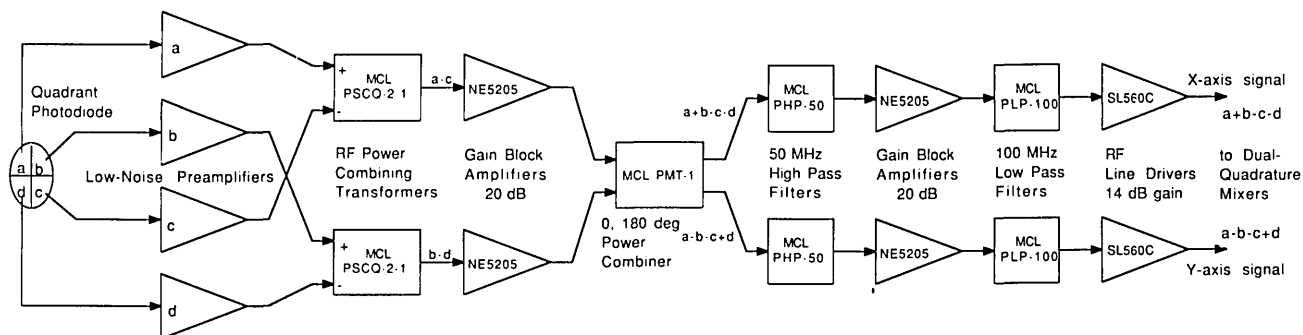 Quadrant
Photodiode
a b
d c
a
b
Low-Noise Preamplifiers
c
d
+
MCL
PSCQ-2 1
-
a-c
RF Power
Combining
Transformers
+
MCL
PSCQ-2-1
-
b-d
NE5205
Gain Block
Amplifiers
20 dB
NE5205
MCL PMT-1
0, 180 deg
Power
Combiner
a+b-c-d
a-b-c+d
MCL
PHP-50
50 MHz
High Pass
Filters
MCL
PHP-50
NE5205
Gain Block
Amplifiers
20 dB
NE5205
MCL
PLP-100
100 MHz
Low Pass
Filters
MCL
PLP-100
SL560C
RF
Line Drivers
14 dB gain
SL560C
X-axis signal
a+b-c-d
to Dual-
Quadrature
Mixers
a-b-c+d
Y-axis signal